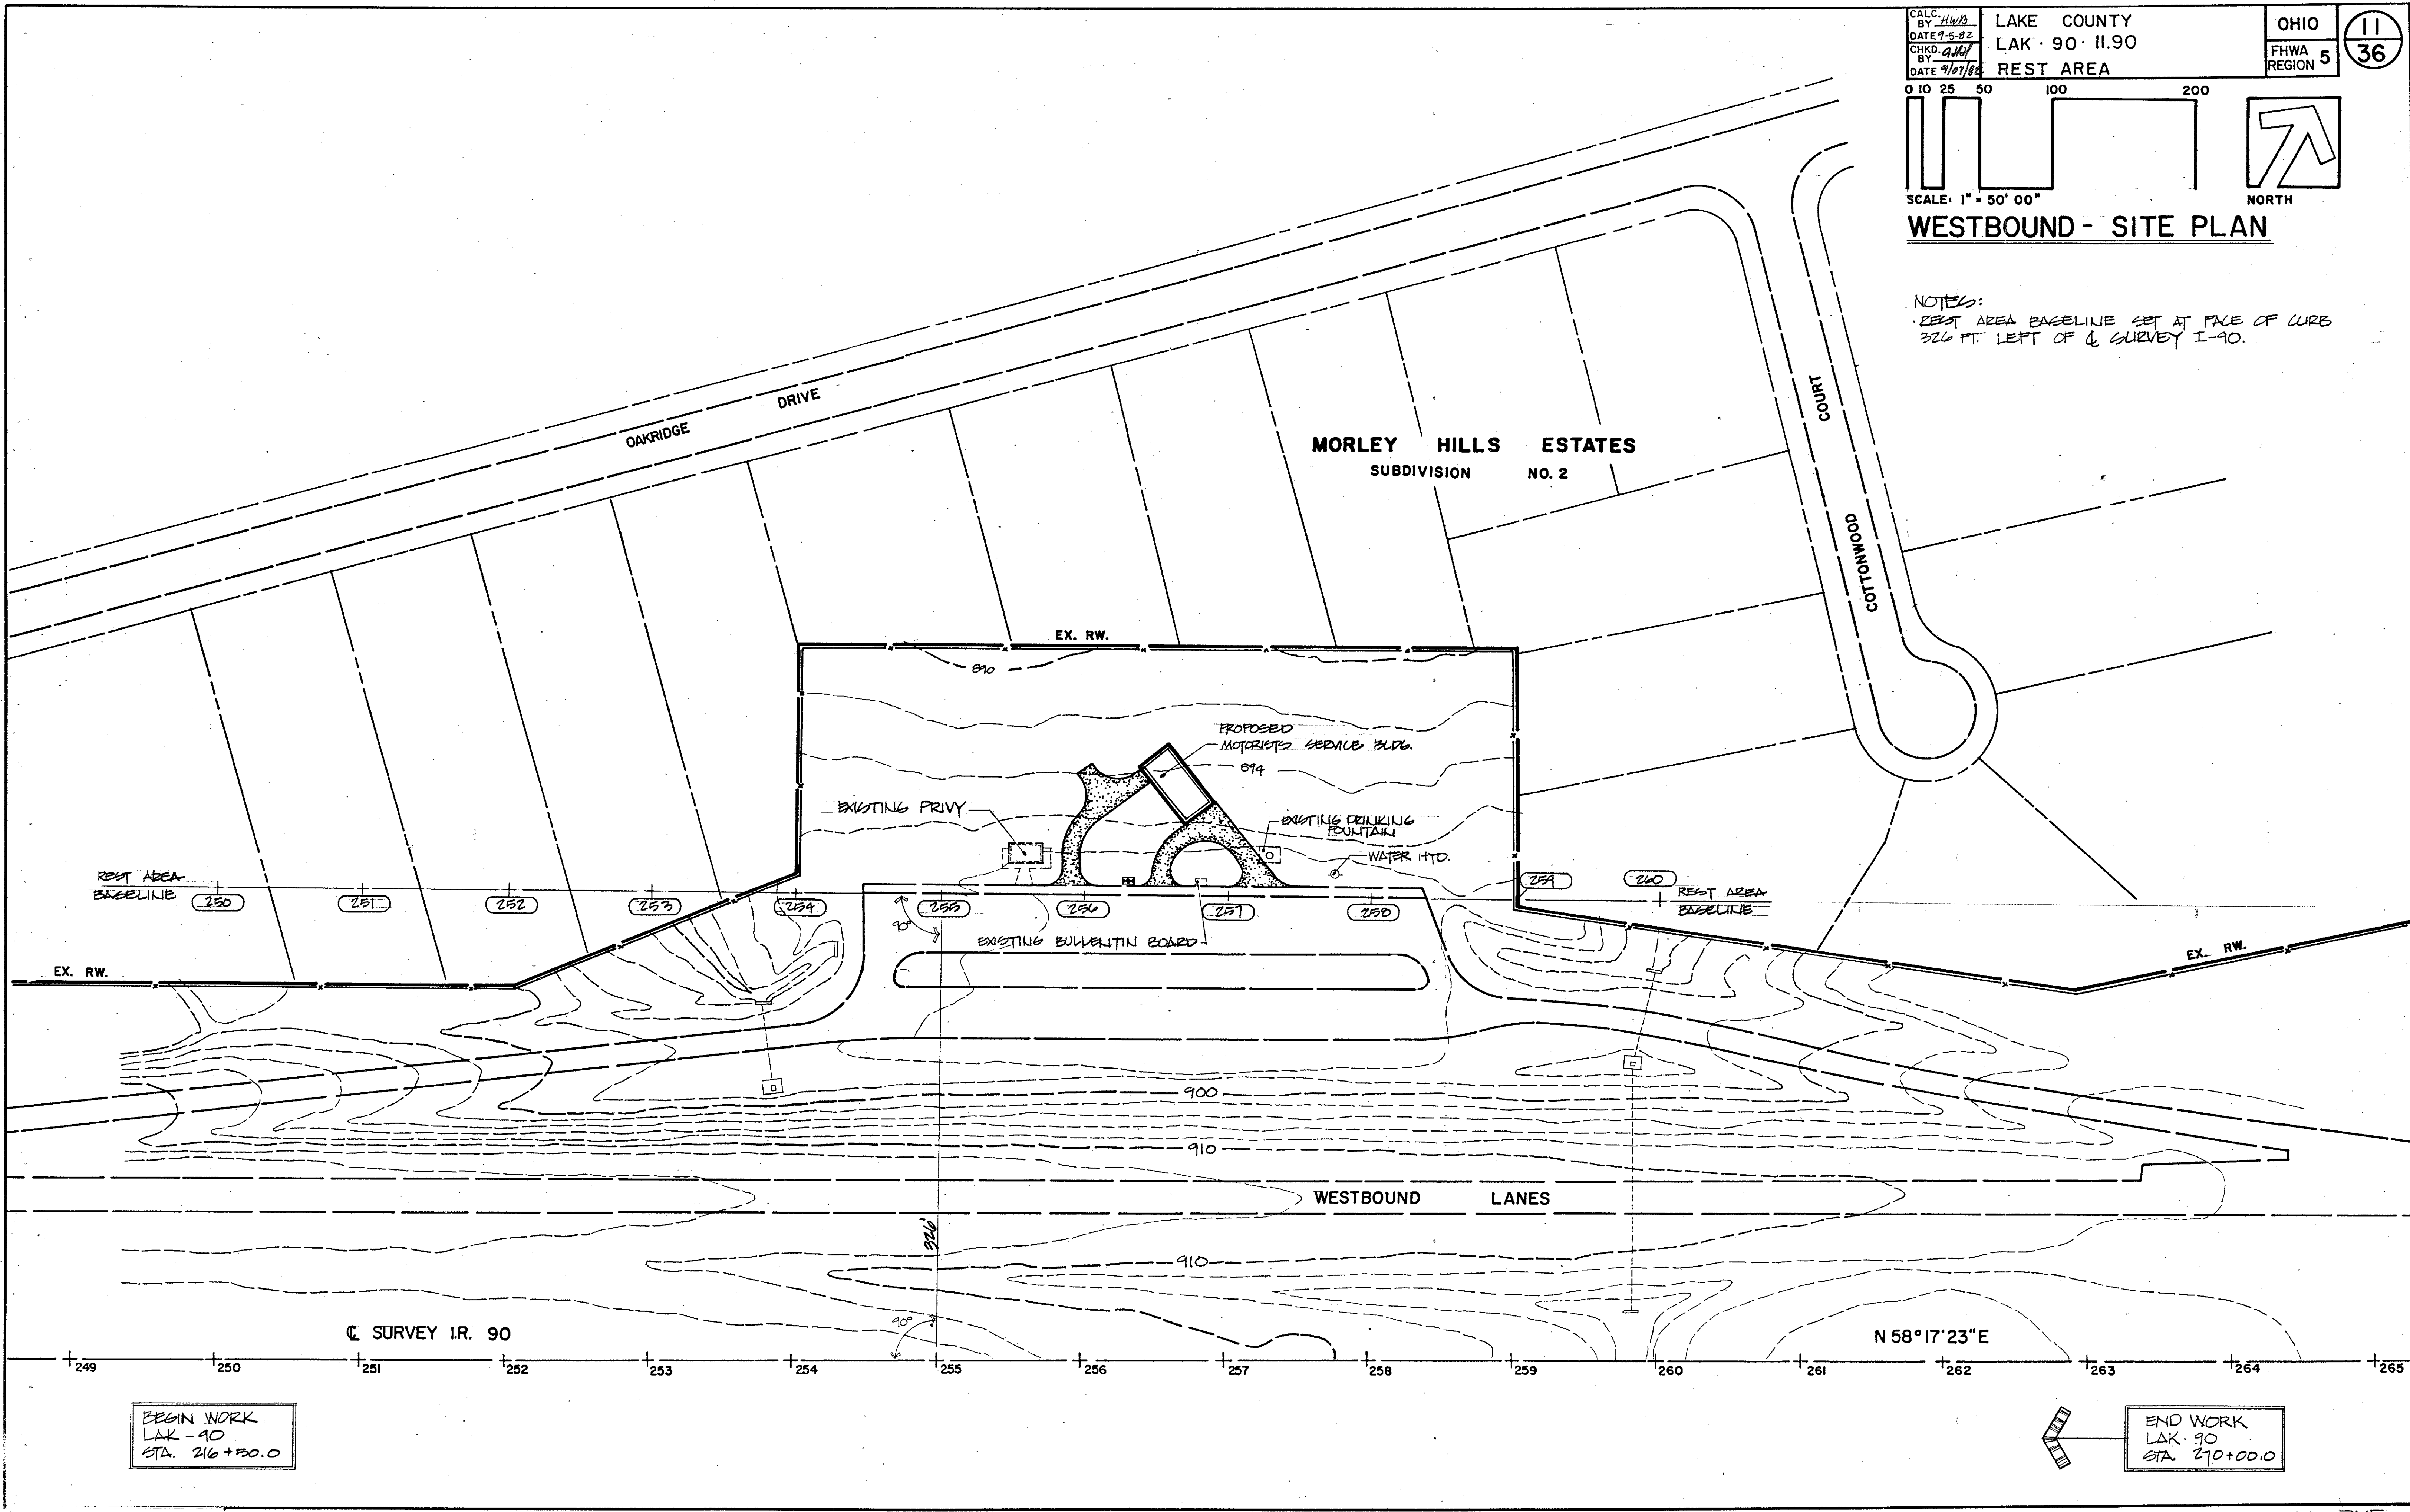 CALC.
BY HWB
DATE 9-5-82
CHKD.
BY
DATE 9/07/82
LAKE COUNTY
LAK · 90 · 11.90
REST AREA
OHIO
FHWA
REGION 5
11
36
0 10 25 50 100 200
SCALE: 1" = 50' 00"
NORTH
WESTBOUND - SITE PLAN
NOTES:
· REST AREA BASELINE SET AT FACE OF CURB
326 FT. LEFT OF ℄ SURVEY I-90.
OAKRIDGE DRIVE
COTTONWOOD COURT
MORLEY HILLS ESTATES
SUBDIVISION NO. 2
EX. RW.
890
PROPOSED
MOTORISTS SERVICE BLDG.
894
EXISTING PRIVY
EXISTING DRINKING
FOUNTAIN
WATER HYD.
REST AREA
BASELINE
250 251 252 253 254 255 256 257 258 259 260
REST AREA
BASELINE
90°
EXISTING BULLENTIN BOARD
EX. RW.
EX. RW.
900
910
WESTBOUND LANES
326'
910
90°
℄ SURVEY I.R. 90
N 58°17'23"E
249 250 251 252 253 254 255 256 257 258 259 260 261 262 263 264 265
BEGIN WORK
LAK - 90
STA. 216+50.0
END WORK
LAK · 90
STA. 270+00.0